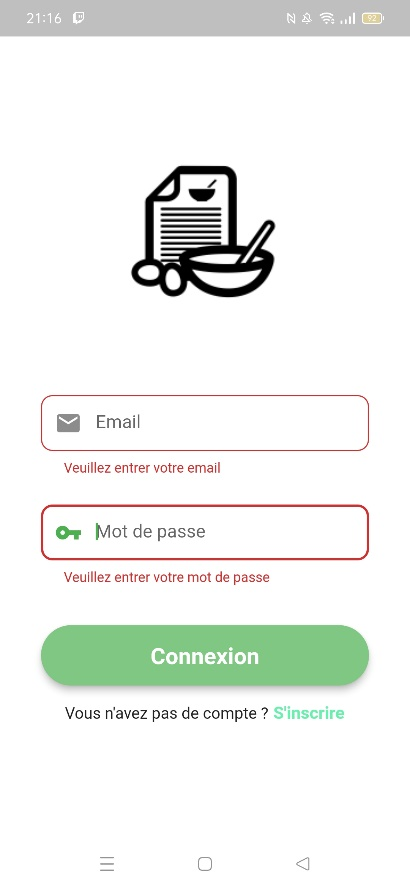 21:16
92
Email
Veuillez entrer votre email
Mot de passe
Veuillez entrer votre mot de passe
Connexion
Vous n'avez pas de compte ? S'inscrire